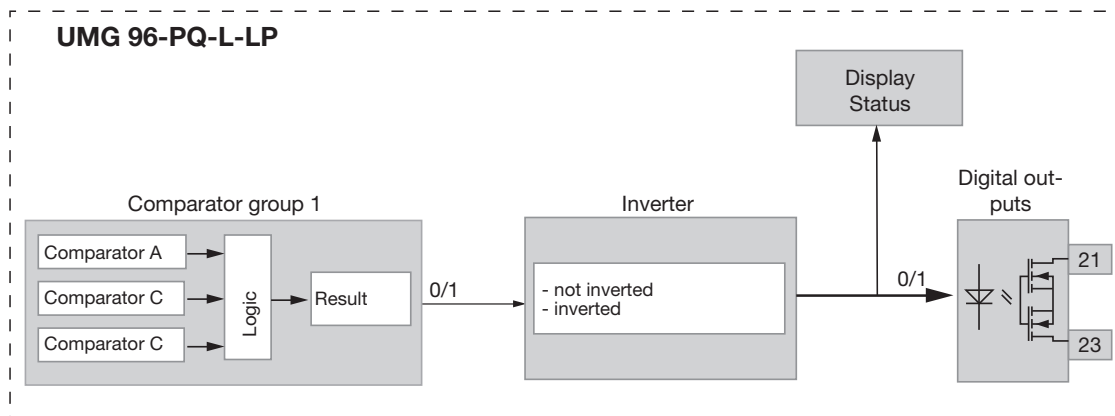 UMG 96-PQ-L-LP
Display
Status
Digital out-
puts
Comparator group 1
Inverter
Comparator A
Comparator C
Comparator C
Logic
Result
0/1
- not inverted
- inverted
0/1
21
23